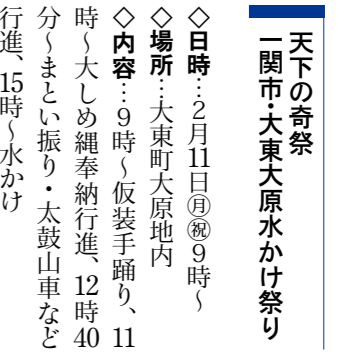 天下の奇祭
一関市・大東大原水かけ祭り
◇日時…2月11日㊊㊗9時〜
◇場所…大東町大原地内
◇内容…9時〜仮装手踊り、11
時〜大しめ縄奉納行進、12時40
分〜まとい振り・太鼓山車など
行進、15時〜水かけ